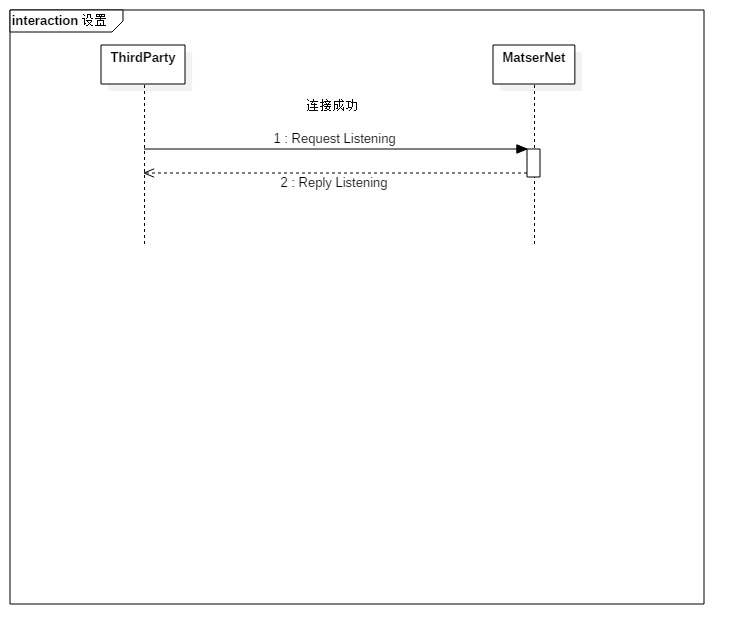 interaction 设置
ThirdParty
MatserNet
连接成功
1 : Request Listening
2 : Reply Listening